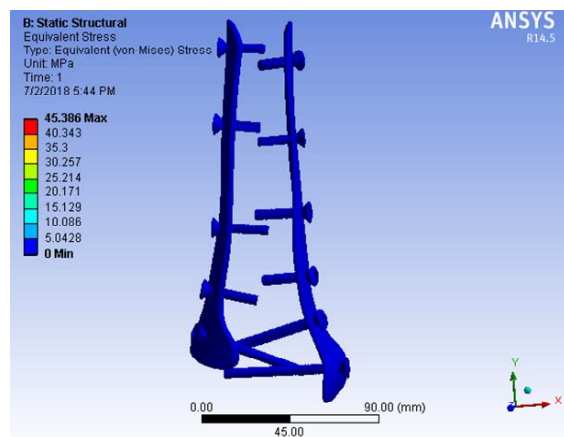 B: Static Structural
Equivalent Stress
Type: Equivalent (von-Mises) Stress
Unit: MPa
Time: 1
7/2/2018 5:44 PM
45.386 Max
40.343
35.3
30.257
25.214
20.171
15.129
10.086
5.0428
0 Min
ANSYS
R14.5
0.00
90.00 (mm)
45.00
Y
X